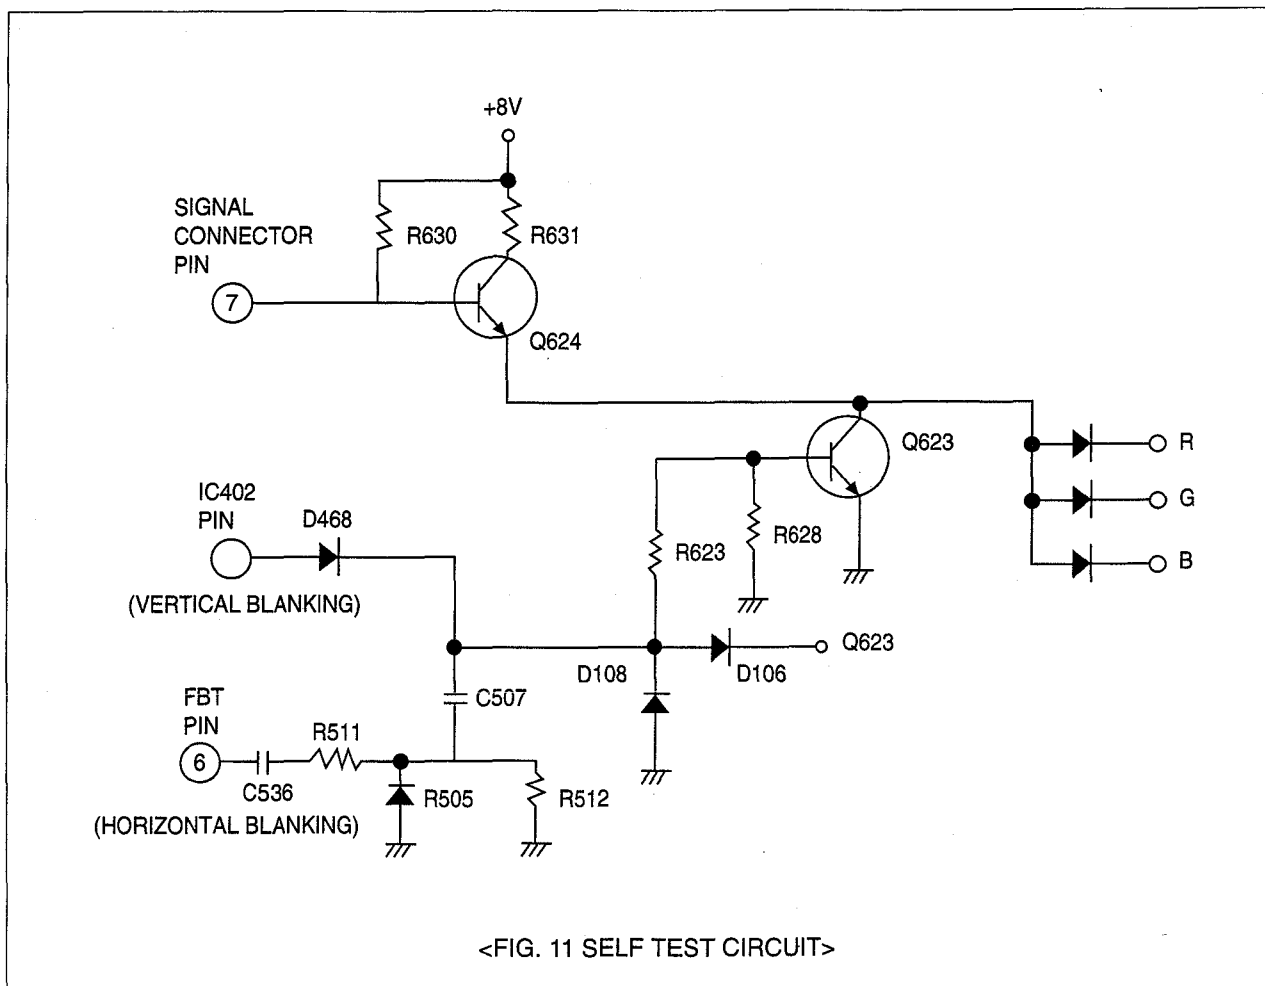 +8V
SIGNAL
CONNECTOR
PIN
7
R630
R631
Q624
Q623
R
G
B
IC402
PIN
D468
(VERTICAL BLANKING)
R623
R628
Q623
D108
D106
C507
FBT
PIN
6
R511
C536
R505
R512
(HORIZONTAL BLANKING)
<FIG. 11 SELF TEST CIRCUIT>